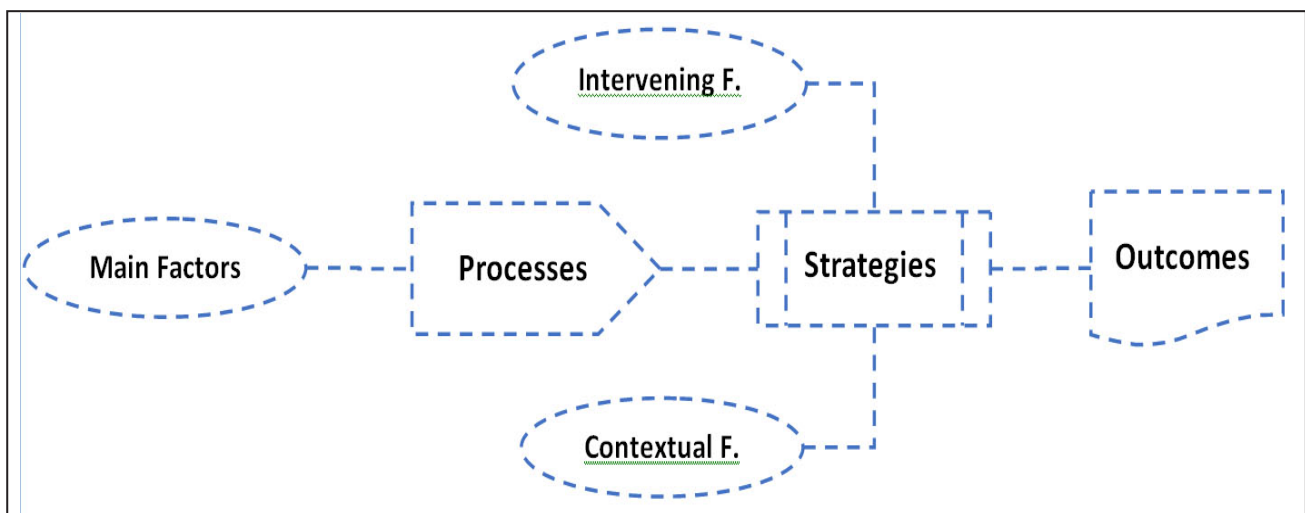 Intervening F.
Main Factors
Processes
Strategies
Outcomes
Contextual F.